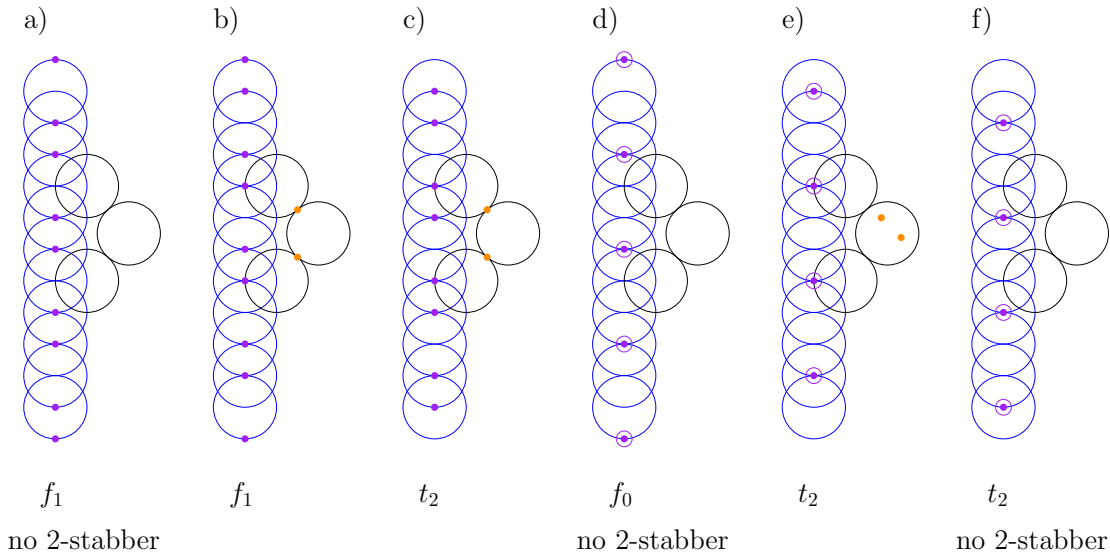 a) b) c) d) e) f)
f₁ f₁ t₂ f₀ t₂ t₂
no 2-stabber no 2-stabber no 2-stabber